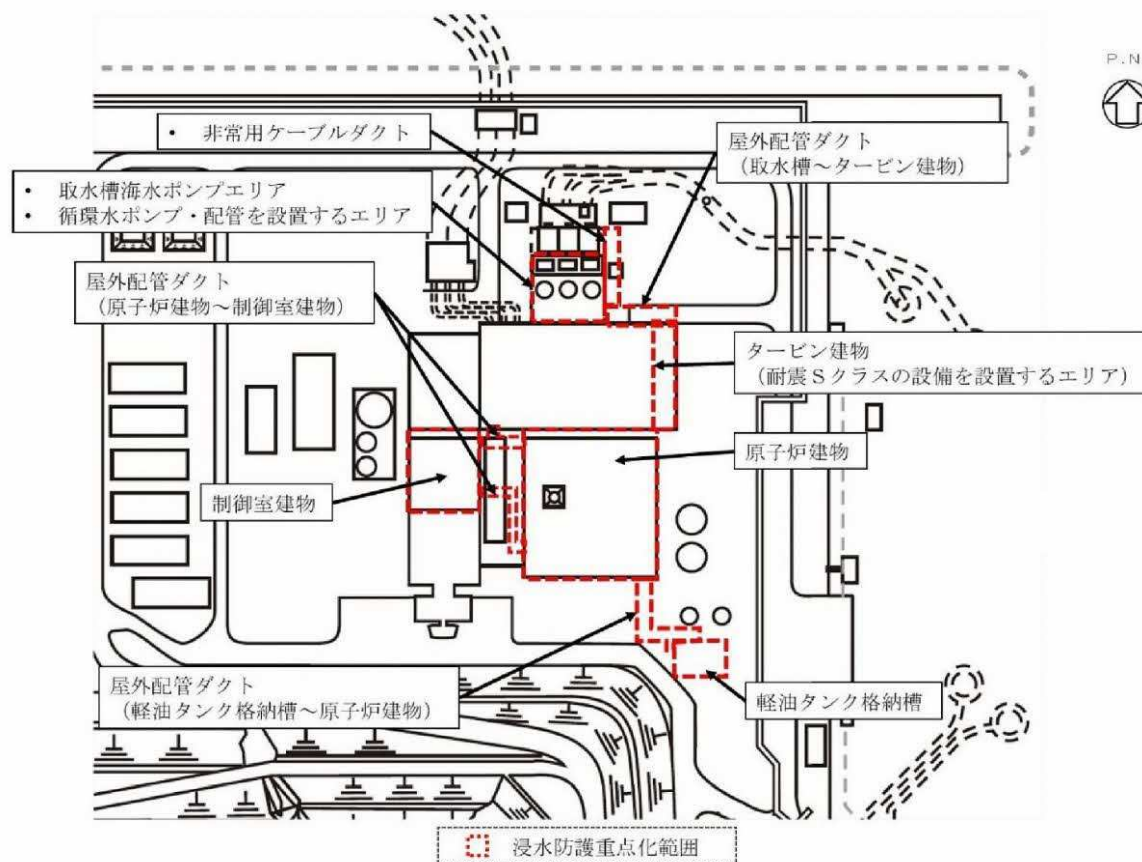 P.N
• 非常用ケーブルダクト
屋外配管ダクト
（取水槽～タービン建物）
• 取水槽海水ポンプエリア
• 循環水ポンプ・配管を設置するエリア
屋外配管ダクト
（原子炉建物～制御室建物）
タービン建物
（耐震Sクラスの設備を設置するエリア）
原子炉建物
制御室建物
屋外配管ダクト
（軽油タンク格納槽～原子炉建物）
軽油タンク格納槽
浸水防護重点化範囲